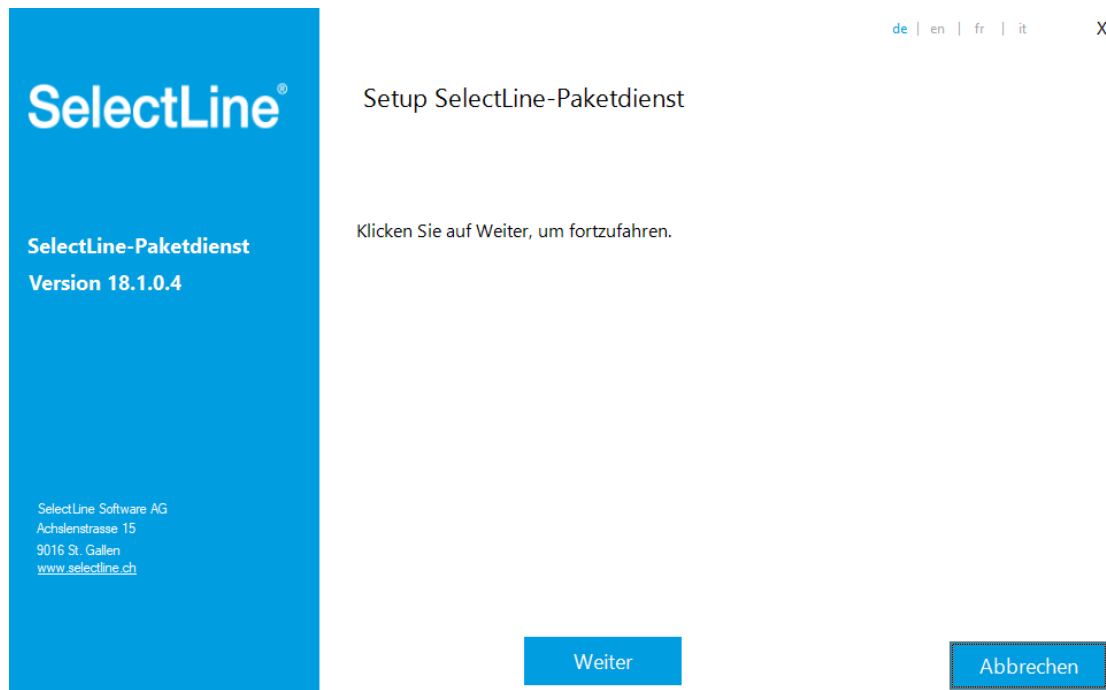 de | en | fr | it
X
SelectLine®
Setup SelectLine-Paketdienst
SelectLine-Paketdienst
Version 18.1.0.4
Klicken Sie auf Weiter, um fortzufahren.
SelectLine Software AG
Achslenstrasse 15
9016 St. Gallen
www.selectline.ch
Weiter
Abbrechen